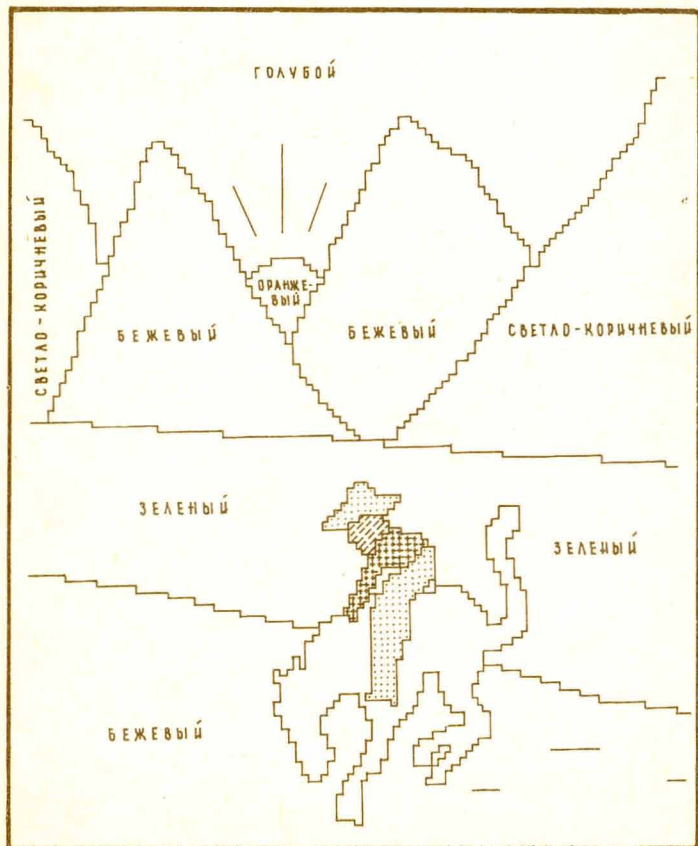 ГОЛУБОЙ
СВЕТЛО-КОРИЧНЕВЫЙ
ОРАНЖЕ-
ВЫЙ
БЕЖЕВЫЙ
БЕЖЕВЫЙ
СВЕТЛО-КОРИЧНЕВЫЙ
ЗЕЛЕНЫЙ
ЗЕЛЕНЫЙ
БЕЖЕВЫЙ